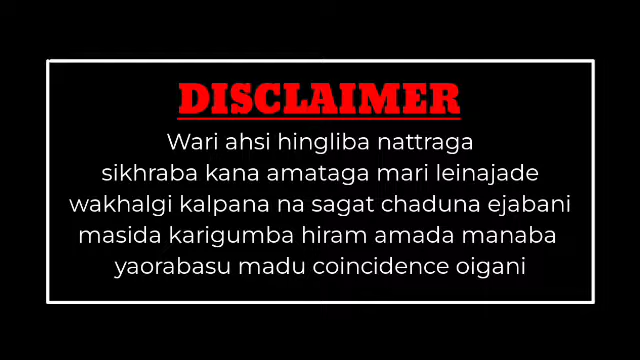 DISCLAIMER
Wari ahsi hingliba nattraga
sikhraba kana amataga mari leinajade
wakhalgi kalpana na sagat chaduna ejabani
masida karigumba hiram amada manaba
yaorabasu madu coincidence oigani